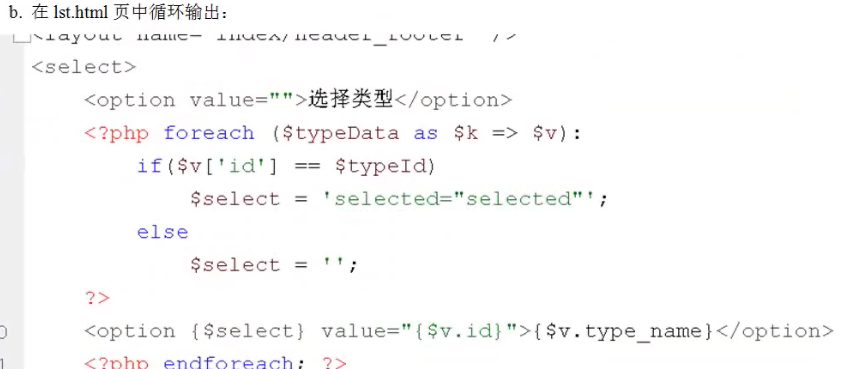 b. 在 lst.html 页中循环输出：
<layout name="index/header_footer" />
<select>
<option value="">选择类型</option>
<?php foreach ($typeData as $k => $v):
if($v['id'] == $typeId)
$select = 'selected="selected"';
else
$select = '';
?>
<option {$select} value="{$v.id}">{$v.type_name}</option>
<?php endforeach; ?>